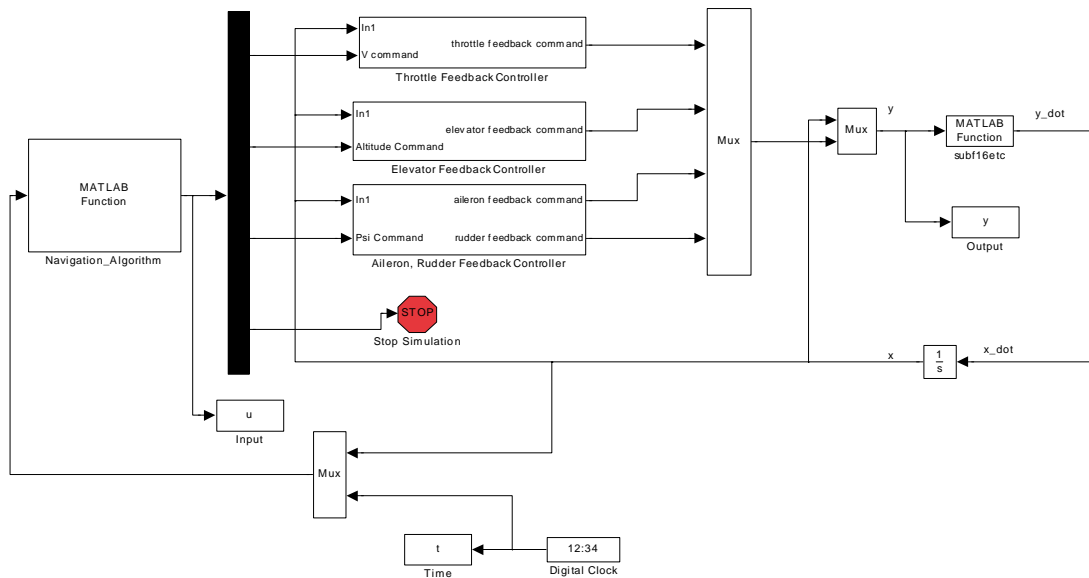 In1
throttle feedback command
V command
Throttle Feedback Controller
In1
elevator feedback command
Altitude Command
Elevator Feedback Controller
In1
aileron feedback command
Psi Command
rudder feedback command
Aileron, Rudder Feedback Controller
MATLAB
Function
Navigation_Algorithm
Mux
y
Mux
MATLAB
Function
subf16etc
y_dot
y
Output
STOP
Stop Simulation
x
1
s
x_dot
u
Input
Mux
t
Time
12:34
Digital Clock